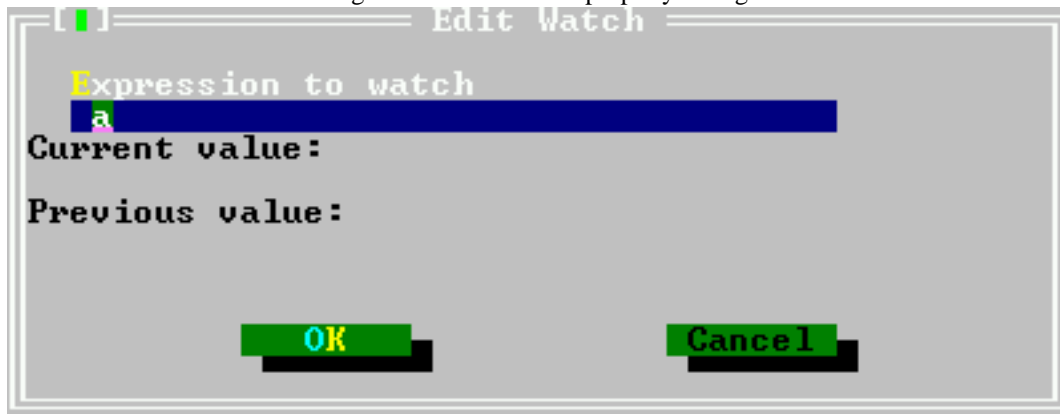 [ ] Edit Watch
Expression to watch
a
Current value:
Previous value:
OK Cancel